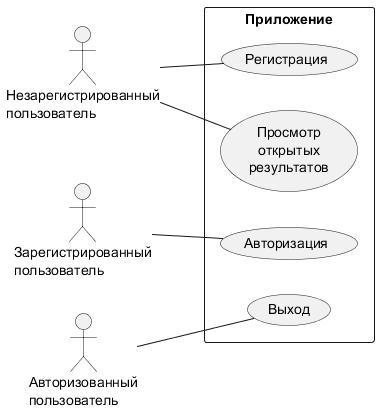 Приложение
Регистрация
Незарегистрированный
пользователь
Просмотр
открытых
результатов
Зарегистрированный
пользователь
Авторизация
Авторизованный
пользователь
Выход